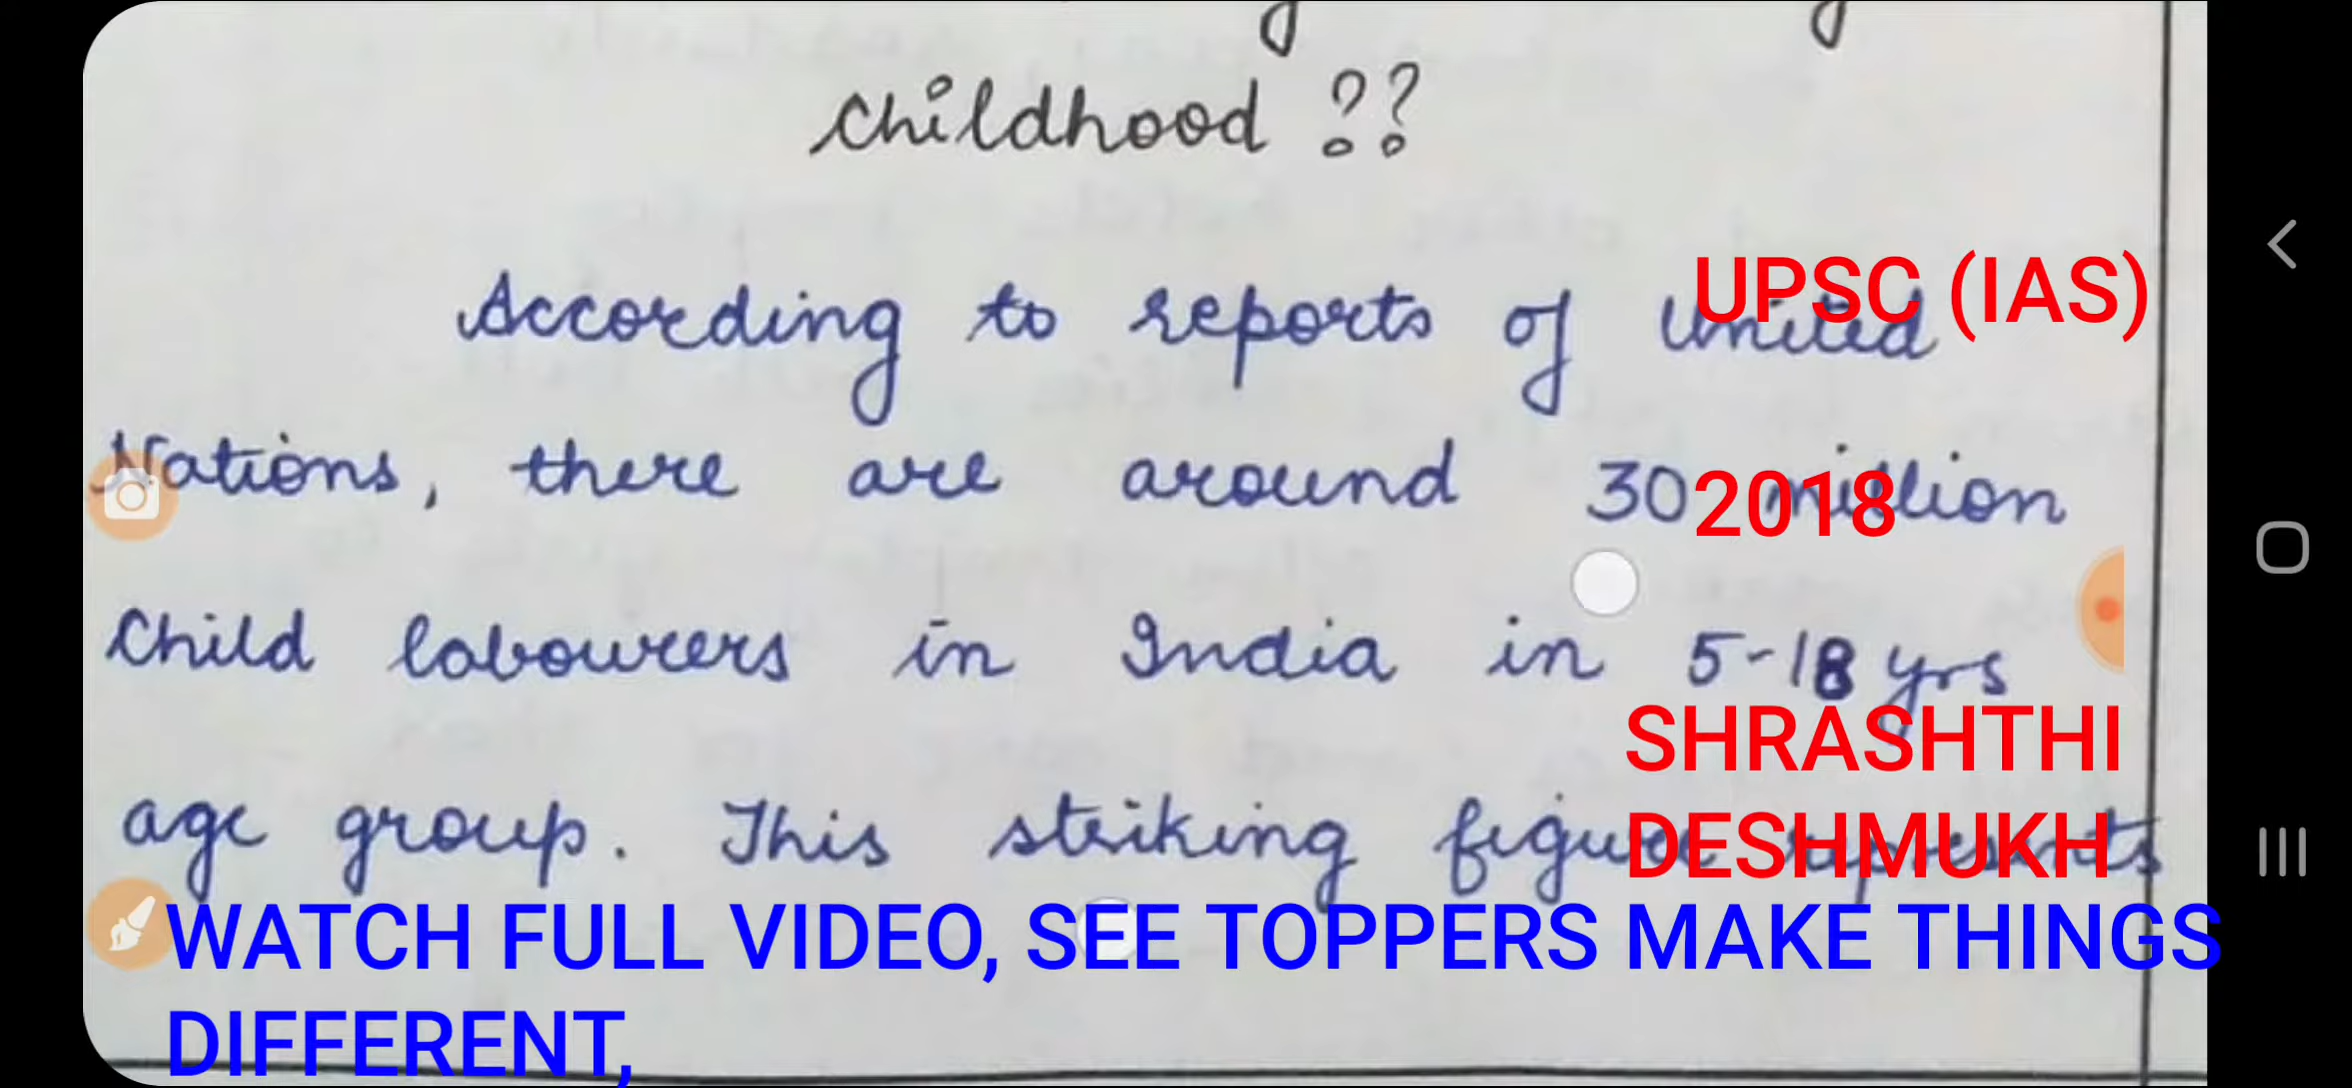 childhood ??
According to reports of United
UPSC (IAS)
Nations, there are around 30 million
2018
Child labourers in India in 5-18 yrs
SHRASHTHI
age group. This striking figure represents
DESHMUKH
WATCH FULL VIDEO, SEE TOPPERS MAKE THINGS
DIFFERENT,